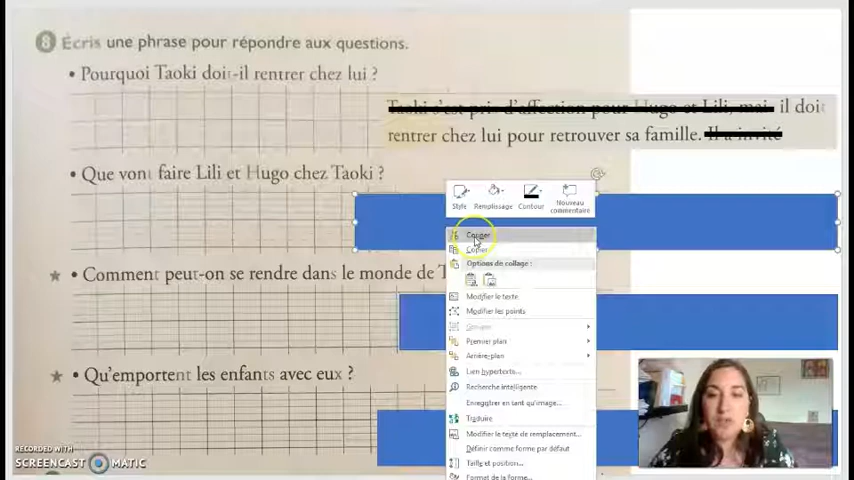 8 Écris une phrase pour répondre aux questions.
• Pourquoi Taoki doit-il rentrer chez lui ?
Taoki s'est pris d'affection pour Hugo et Lili, mais il doit
rentrer chez lui pour retrouver sa famille. Il a invité
• Que vont faire Lili et Hugo chez Taoki ?
Style Remplissage Contour Nouveau
commentaire
Couper
Copier
Options de collage :
★ • Comment peut-on se rendre dans le monde de T
Modifier le texte
Modifier les points
Grouper
Premier plan
Arrière-plan
★ • Qu'emportent les enfants avec eux ?
Lien hypertexte...
Recherche intelligente
Enregistrer en tant qu'image...
Traduire
Modifier le texte de remplacement...
Définir comme forme par défaut
Taille et position...
Format de la forme...
RECORDED WITH
SCREENCAST MATIC